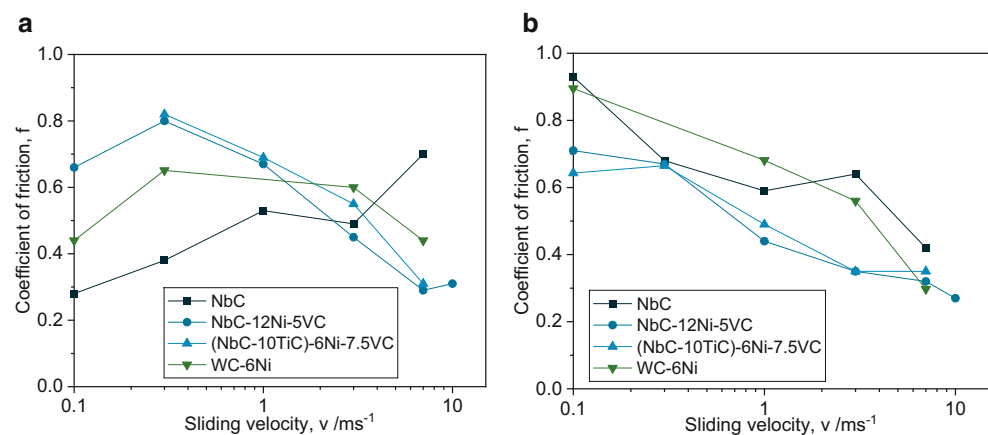 a
1.0
0.8
0.6
0.4
0.2
0.0
Coefficient of friction, f
NbC
NbC-12Ni-5VC
(NbC-10TiC)-6Ni-7.5VC
WC-6Ni
0.1
1
10
Sliding velocity, v /ms-1
b
1.0
0.8
0.6
0.4
0.2
0.0
Coefficient of friction, f
NbC
NbC-12Ni-5VC
(NbC-10TiC)-6Ni-7.5VC
WC-6Ni
0.1
1
10
Sliding velocity, v /ms-1